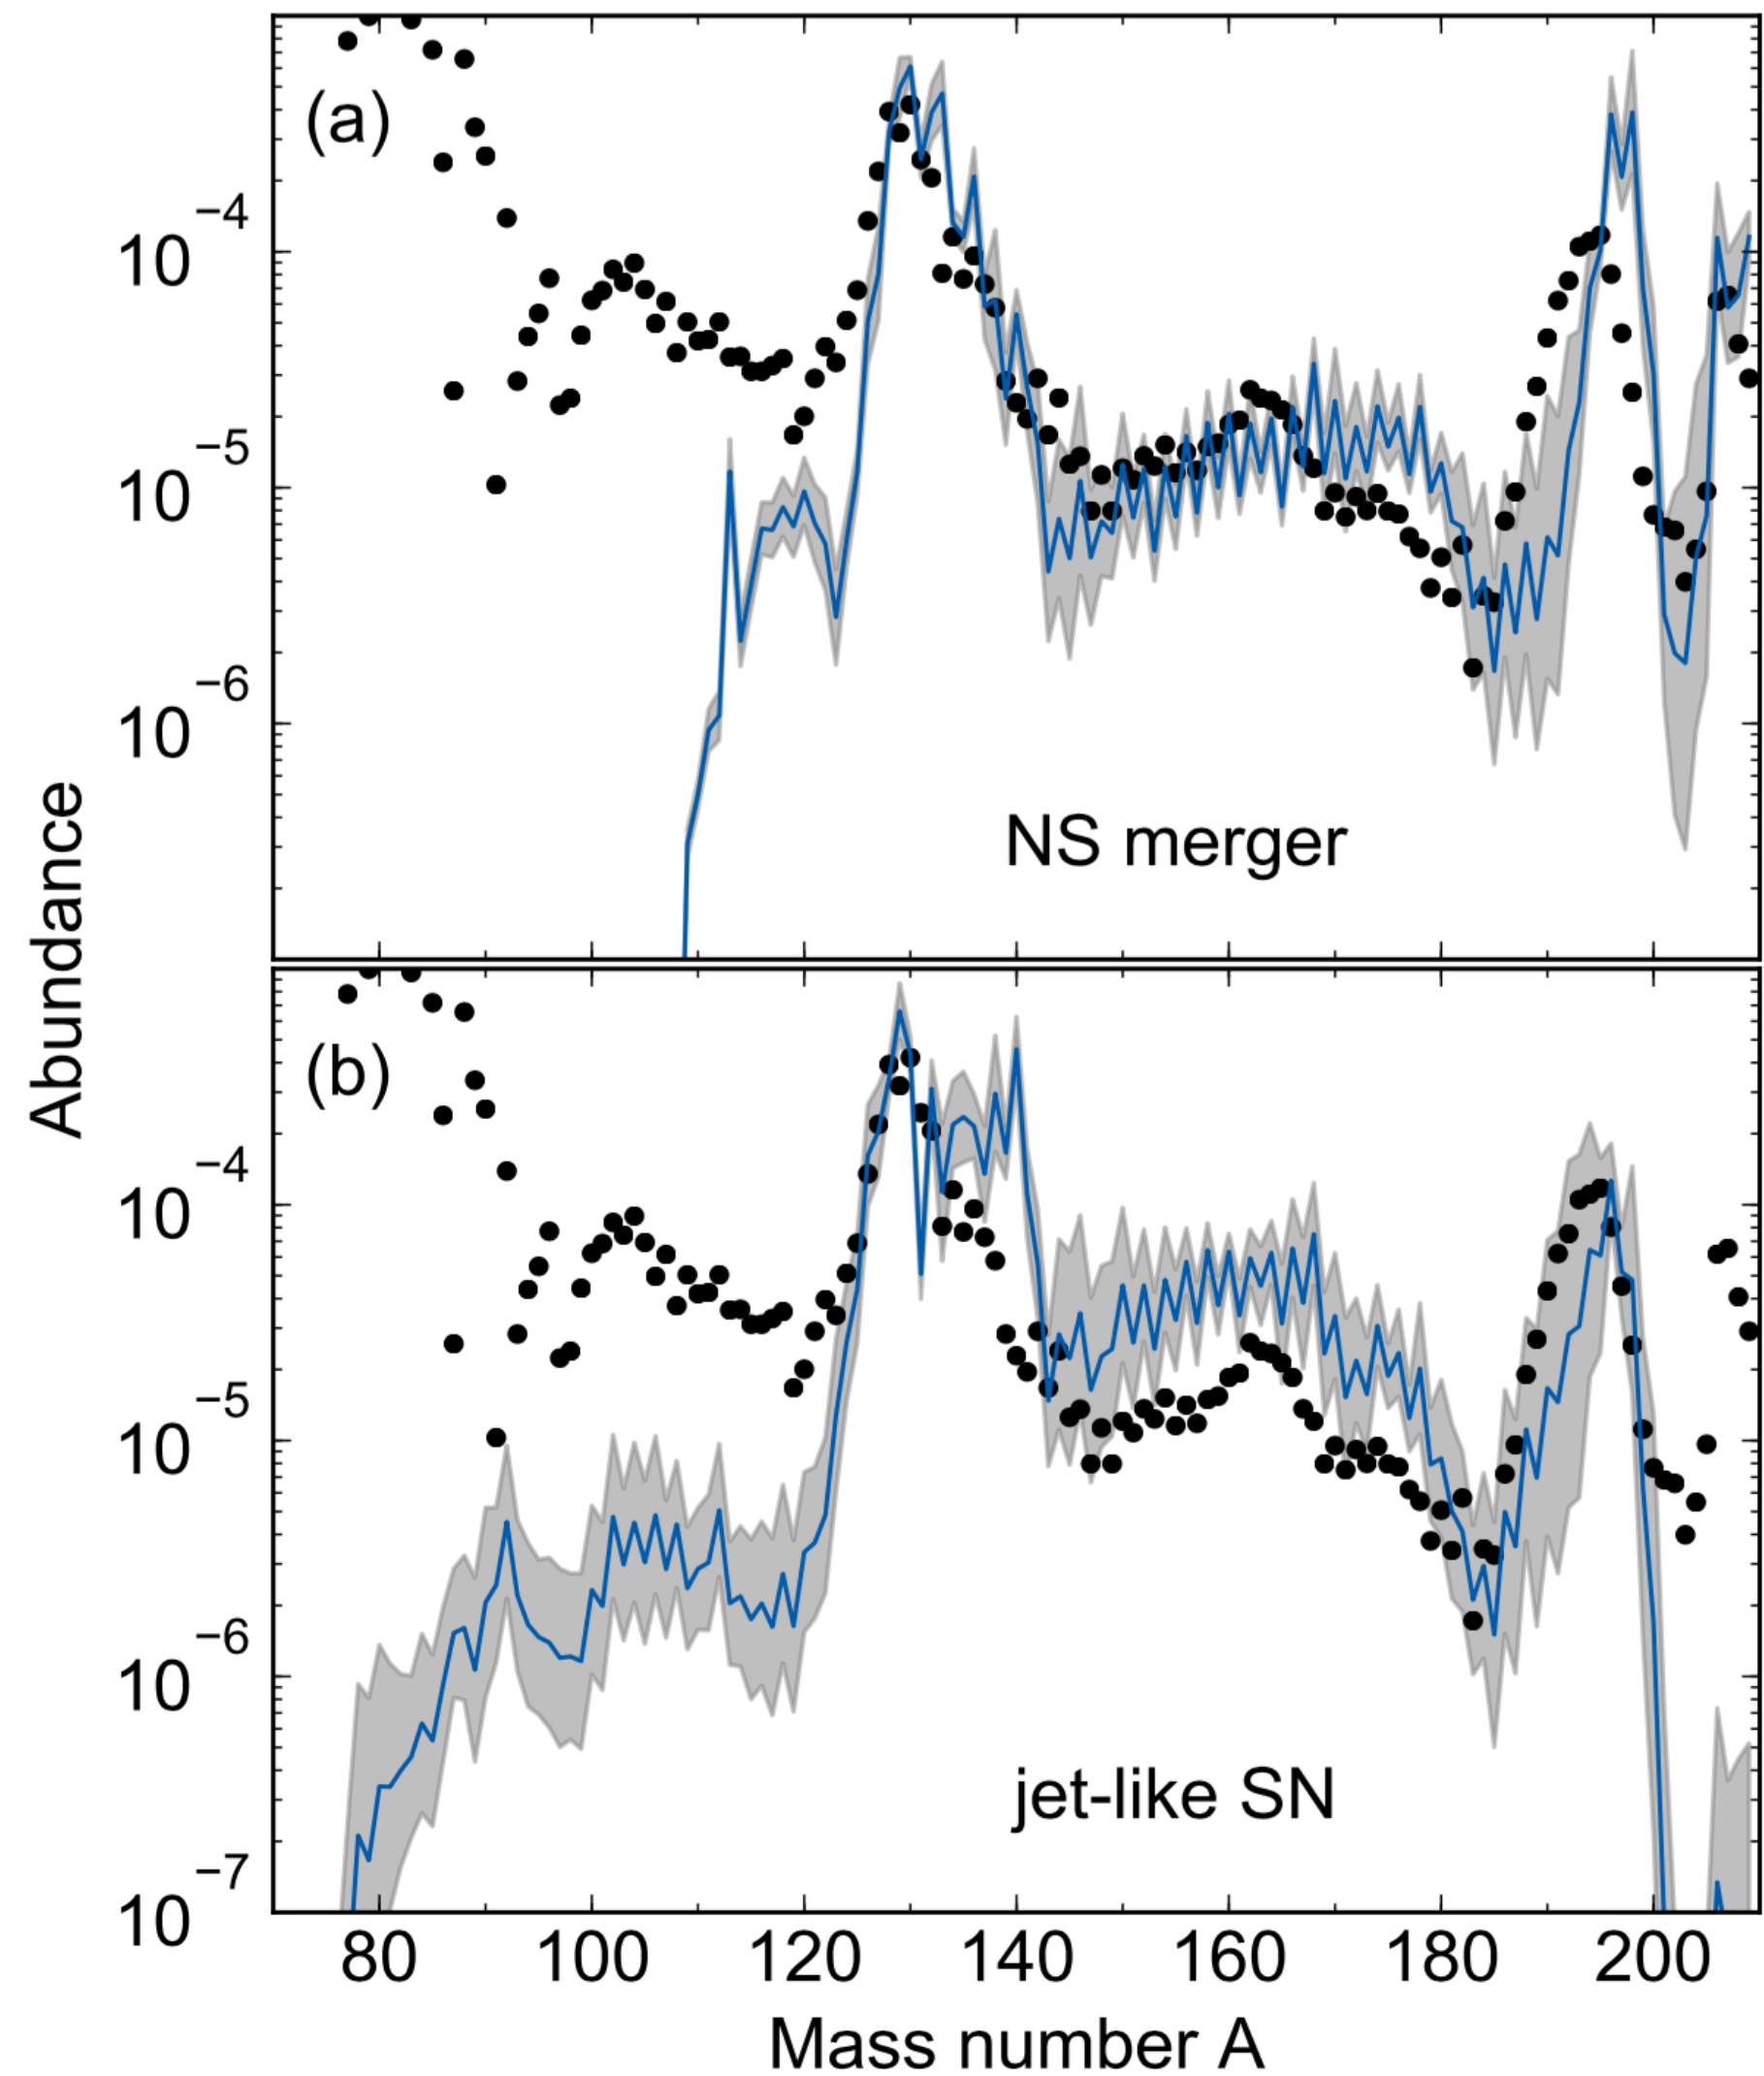 Abundance
(a)
10⁻⁴
10⁻⁵
10⁻⁶
NS merger
(b)
10⁻⁴
10⁻⁵
10⁻⁶
jet-like SN
10⁻⁷
80 100 120 140 160 180 200
Mass number A